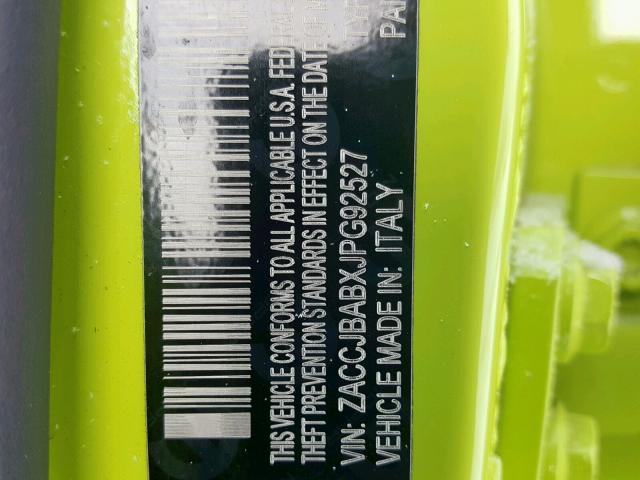 THIS VEHICLE CONFORMS TO ALL APPLICABLE U.S.A. FED
THEFT PREVENTION STANDARDS IN EFFECT ON THE DATE OF
VIN: ZACCJBABXJPG92527
VEHICLE MADE IN: ITALY